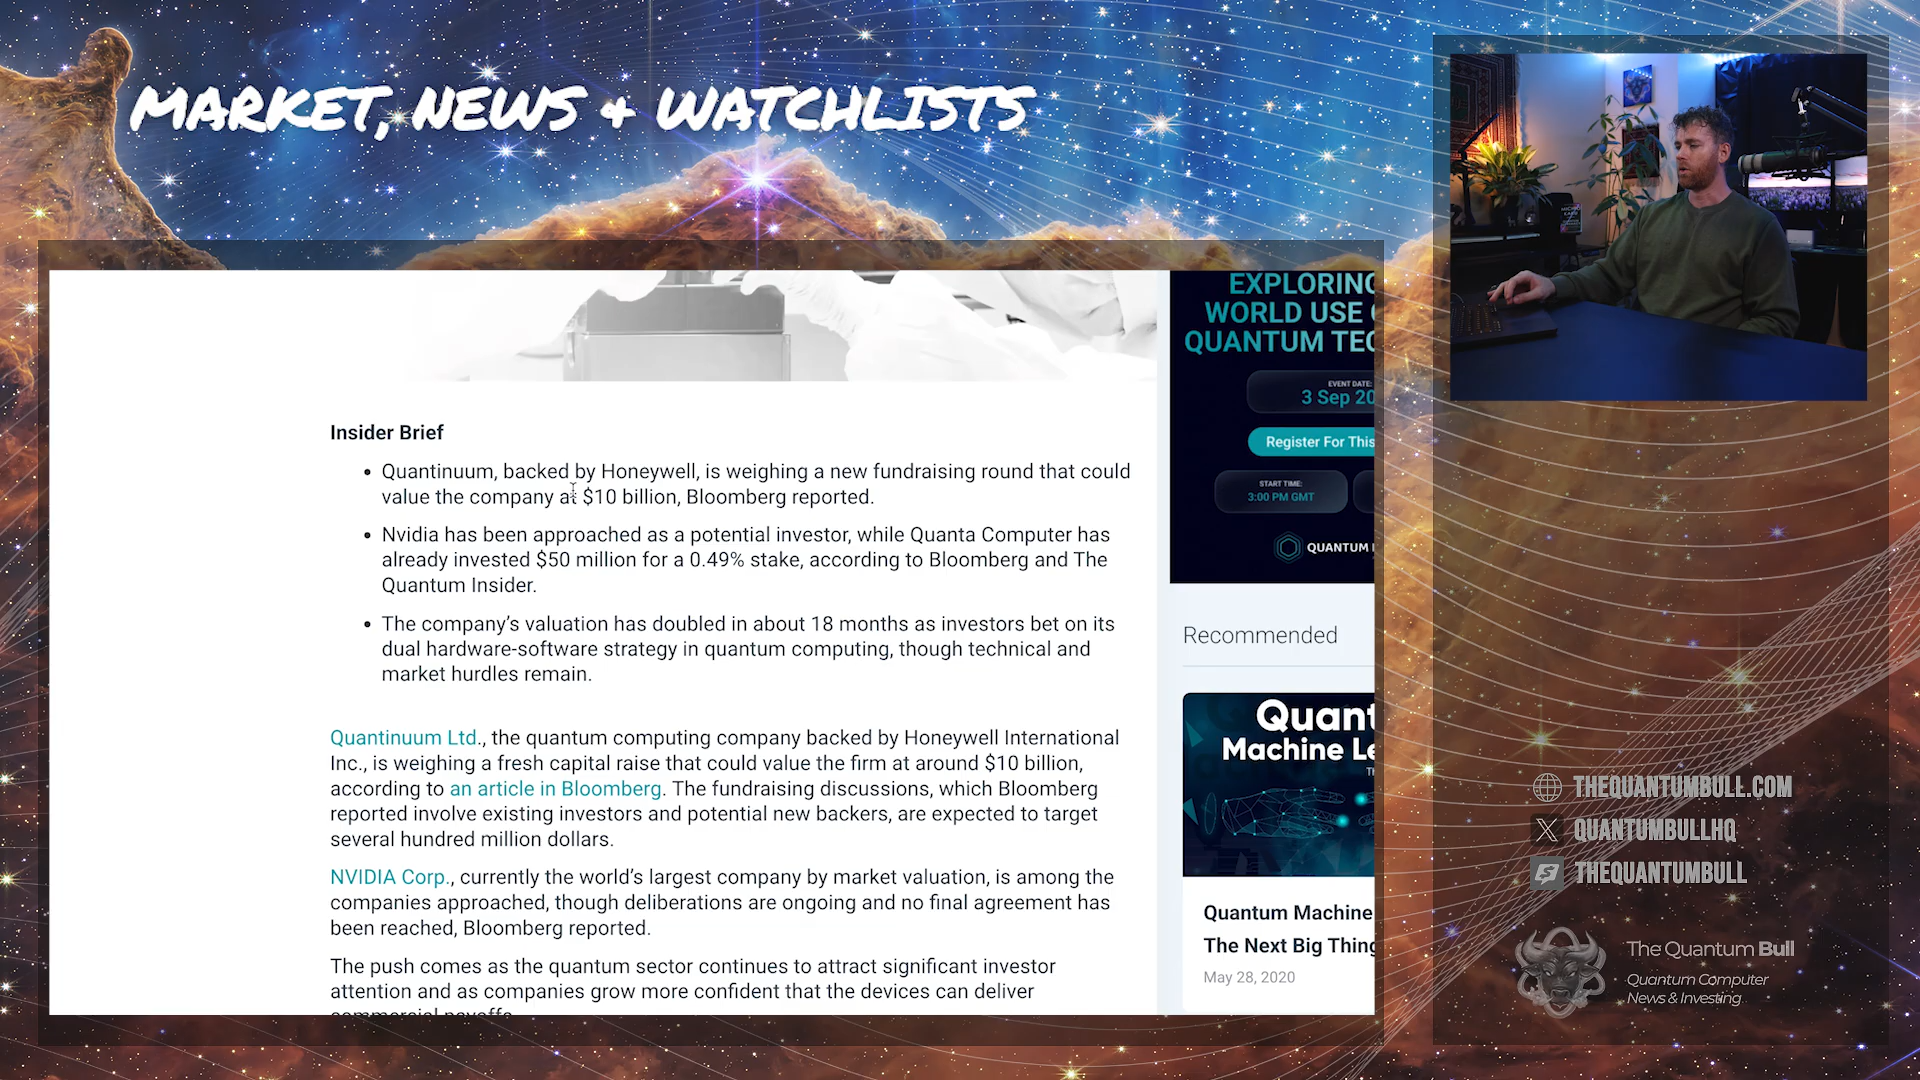 MARKET, NEWS + WATCHLISTS
Insider Brief
• Quantinuum, backed by Honeywell, is weighing a new fundraising round that could
value the company at $10 billion, Bloomberg reported.
• Nvidia has been approached as a potential investor, while Quanta Computer has
already invested $50 million for a 0.49% stake, according to Bloomberg and The
Quantum Insider.
• The company's valuation has doubled in about 18 months as investors bet on its
dual hardware-software strategy in quantum computing, though technical and
market hurdles remain.
Quantinuum Ltd., the quantum computing company backed by Honeywell International
Inc., is weighing a fresh capital raise that could value the firm at around $10 billion,
according to an article in Bloomberg. The fundraising discussions, which Bloomberg
reported involve existing investors and potential new backers, are expected to target
several hundred million dollars.
NVIDIA Corp., currently the world's largest company by market valuation, is among the
companies approached, though deliberations are ongoing and no final agreement has
been reached, Bloomberg reported.
The push comes as the quantum sector continues to attract significant investor
attention and as companies grow more confident that the devices can deliver
commercial payoffs
EXPLORING
WORLD USE
QUANTUM TEC
EVENT DATE:
3 Sep 20
Register For This
START TIME:
3:00 PM GMT
QUANTUM
Recommended
Quant
Machine Le
Quantum Machine
The Next Big Thing
May 28, 2020
THEQUANTUMBULL.COM
QUANTUMBULLHQ
THEQUANTUMBULL
The Quantum Bull
Quantum Computer
News & Investing